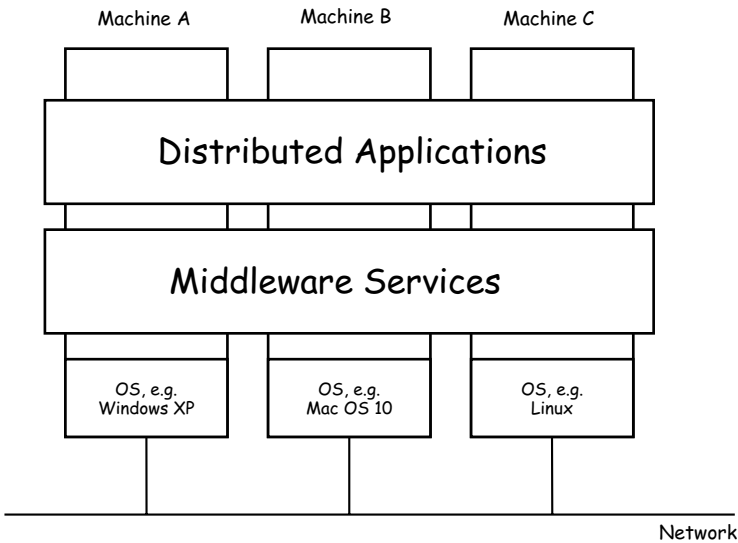 Machine A
Machine B
Machine C
Distributed Applications
Middleware Services
OS, e.g.
Windows XP
OS, e.g.
Mac OS 10
OS, e.g.
Linux
Network